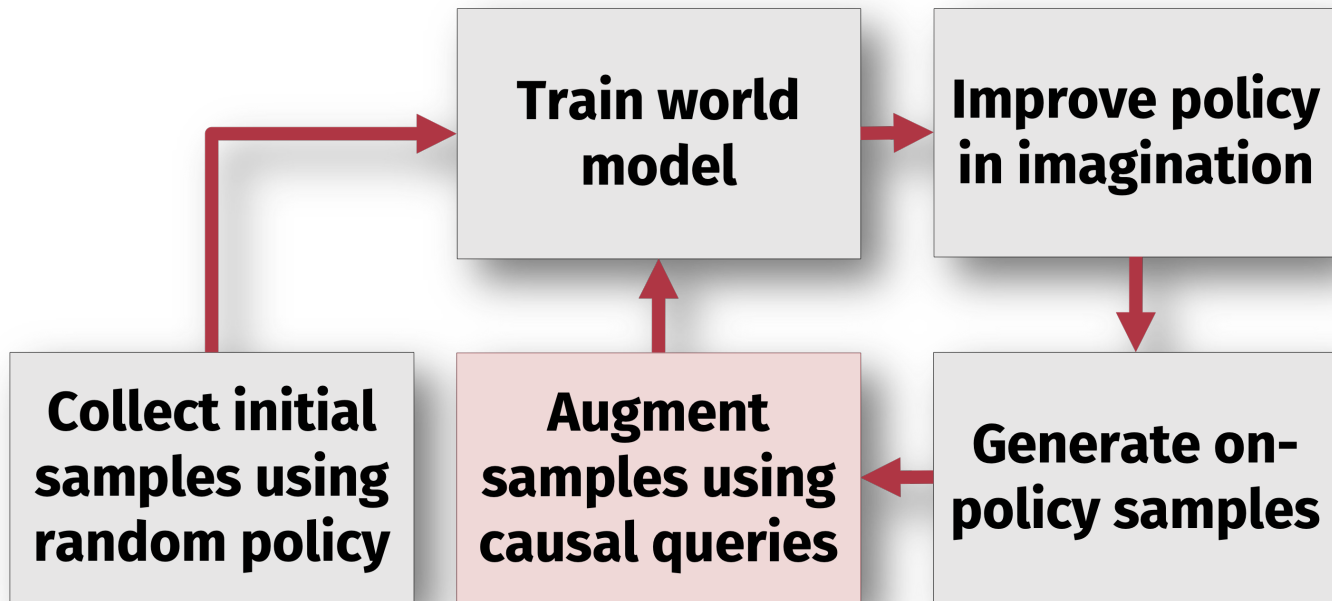 Train world
model
Improve policy
in imagination
Collect initial
samples using
random policy
Augment
samples using
causal queries
Generate on-
policy samples